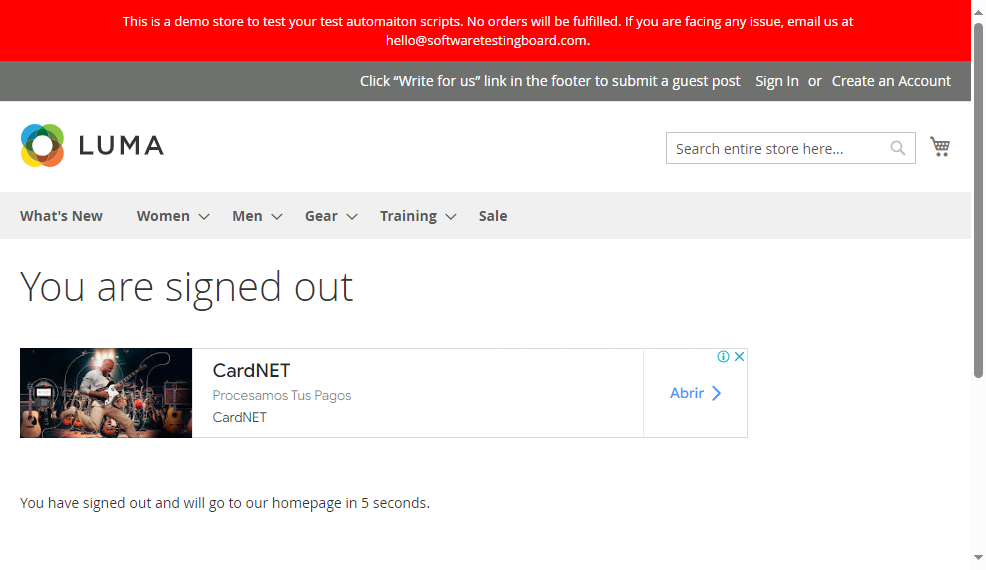 This is a demo store to test your test automaiton scripts. No orders will be fulfilled. If you are facing any issue, email us at
hello@softwaretestingboard.com.
Click “Write for us” link in the footer to submit a guest post Sign In or Create an Account
LUMA
Search entire store here...
What's New Women Men Gear Training Sale
You are signed out
CardNET
Procesamos Tus Pagos
CardNET
Abrir
You have signed out and will go to our homepage in 5 seconds.